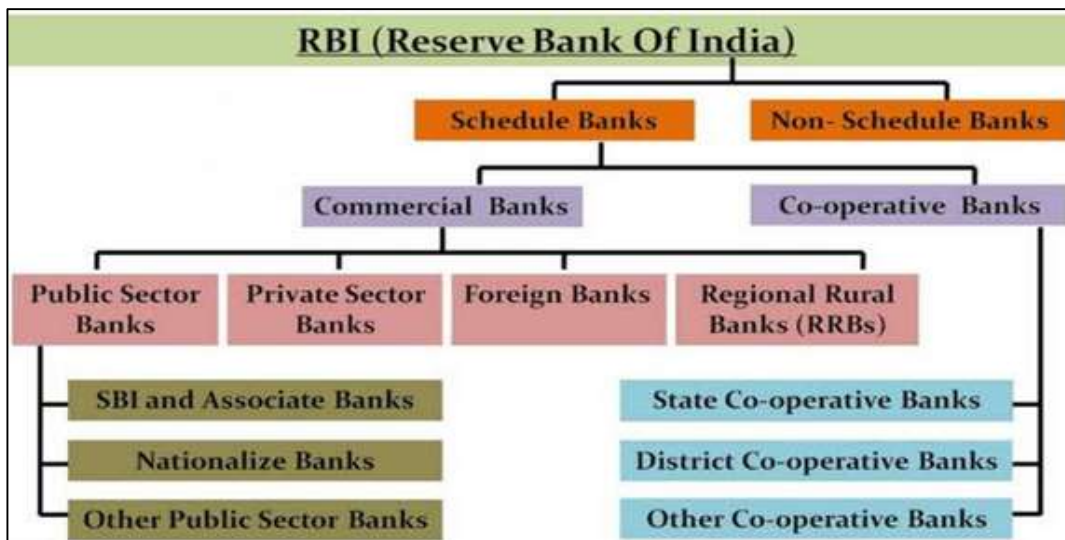 RBI (Reserve Bank Of India)
Schedule Banks
Non- Schedule Banks
Commercial Banks
Co-operative Banks
Public Sector
Banks
Private Sector
Banks
Foreign Banks
Regional Rural
Banks (RRBs)
SBI and Associate Banks
Nationalize Banks
Other Public Sector Banks
State Co-operative Banks
District Co-operative Banks
Other Co-operative Banks